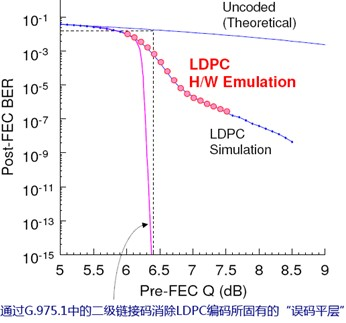 Post-FEC BER
10-1
10-3
10-5
10-7
10-9
10-11
10-13
10-15
Uncoded
(Theoretical)
LDPC
H/W Emulation
LDPC
Simulation
5 5.5 6 6.5 7 7.5 8 8.5 9
Pre-FEC Q (dB)
通过G.975.1中的二级链接码消除LDPC编码所固有的“误码平层”